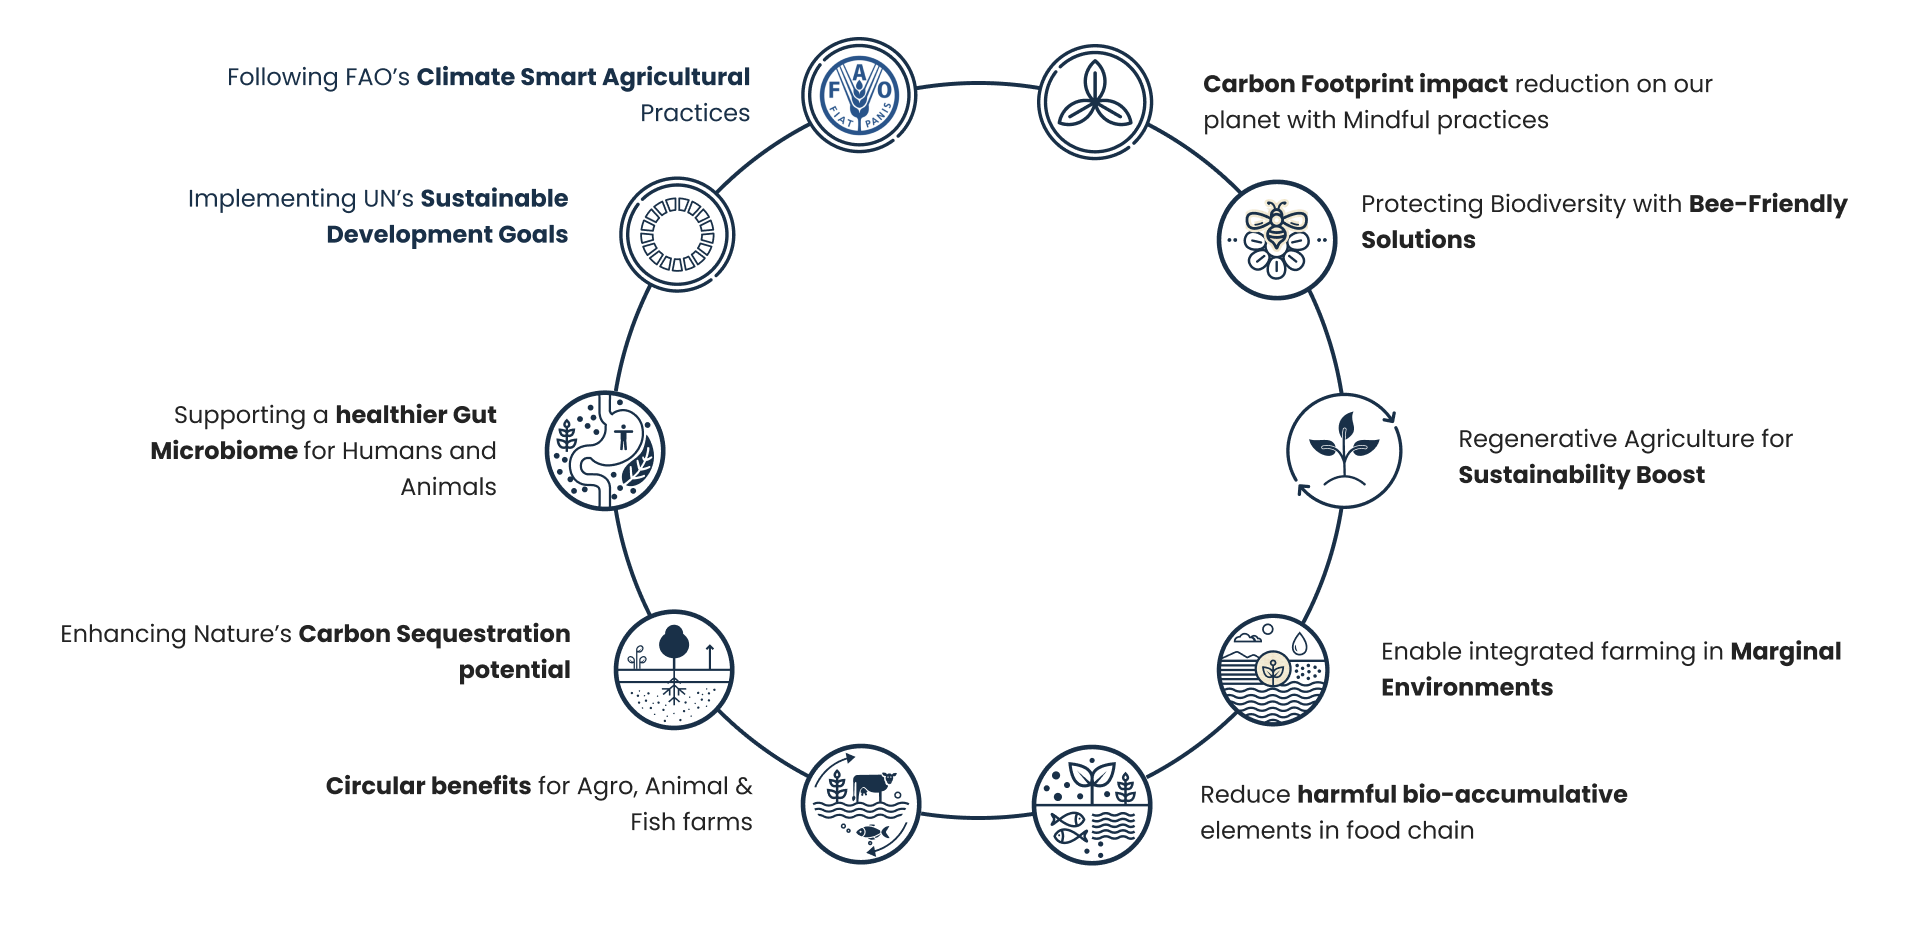 Following FAO’s Climate Smart Agricultural
Practices
F A O
FIAT PANIS
Carbon Footprint impact reduction on our
planet with Mindful practices
Implementing UN’s Sustainable
Development Goals
Protecting Biodiversity with Bee-Friendly
Solutions
Supporting a healthier Gut
Microbiome for Humans and
Animals
Regenerative Agriculture for
Sustainability Boost
Enhancing Nature’s Carbon Sequestration
potential
Enable integrated farming in Marginal
Environments
Circular benefits for Agro, Animal &
Fish farms
Reduce harmful bio-accumulative
elements in food chain